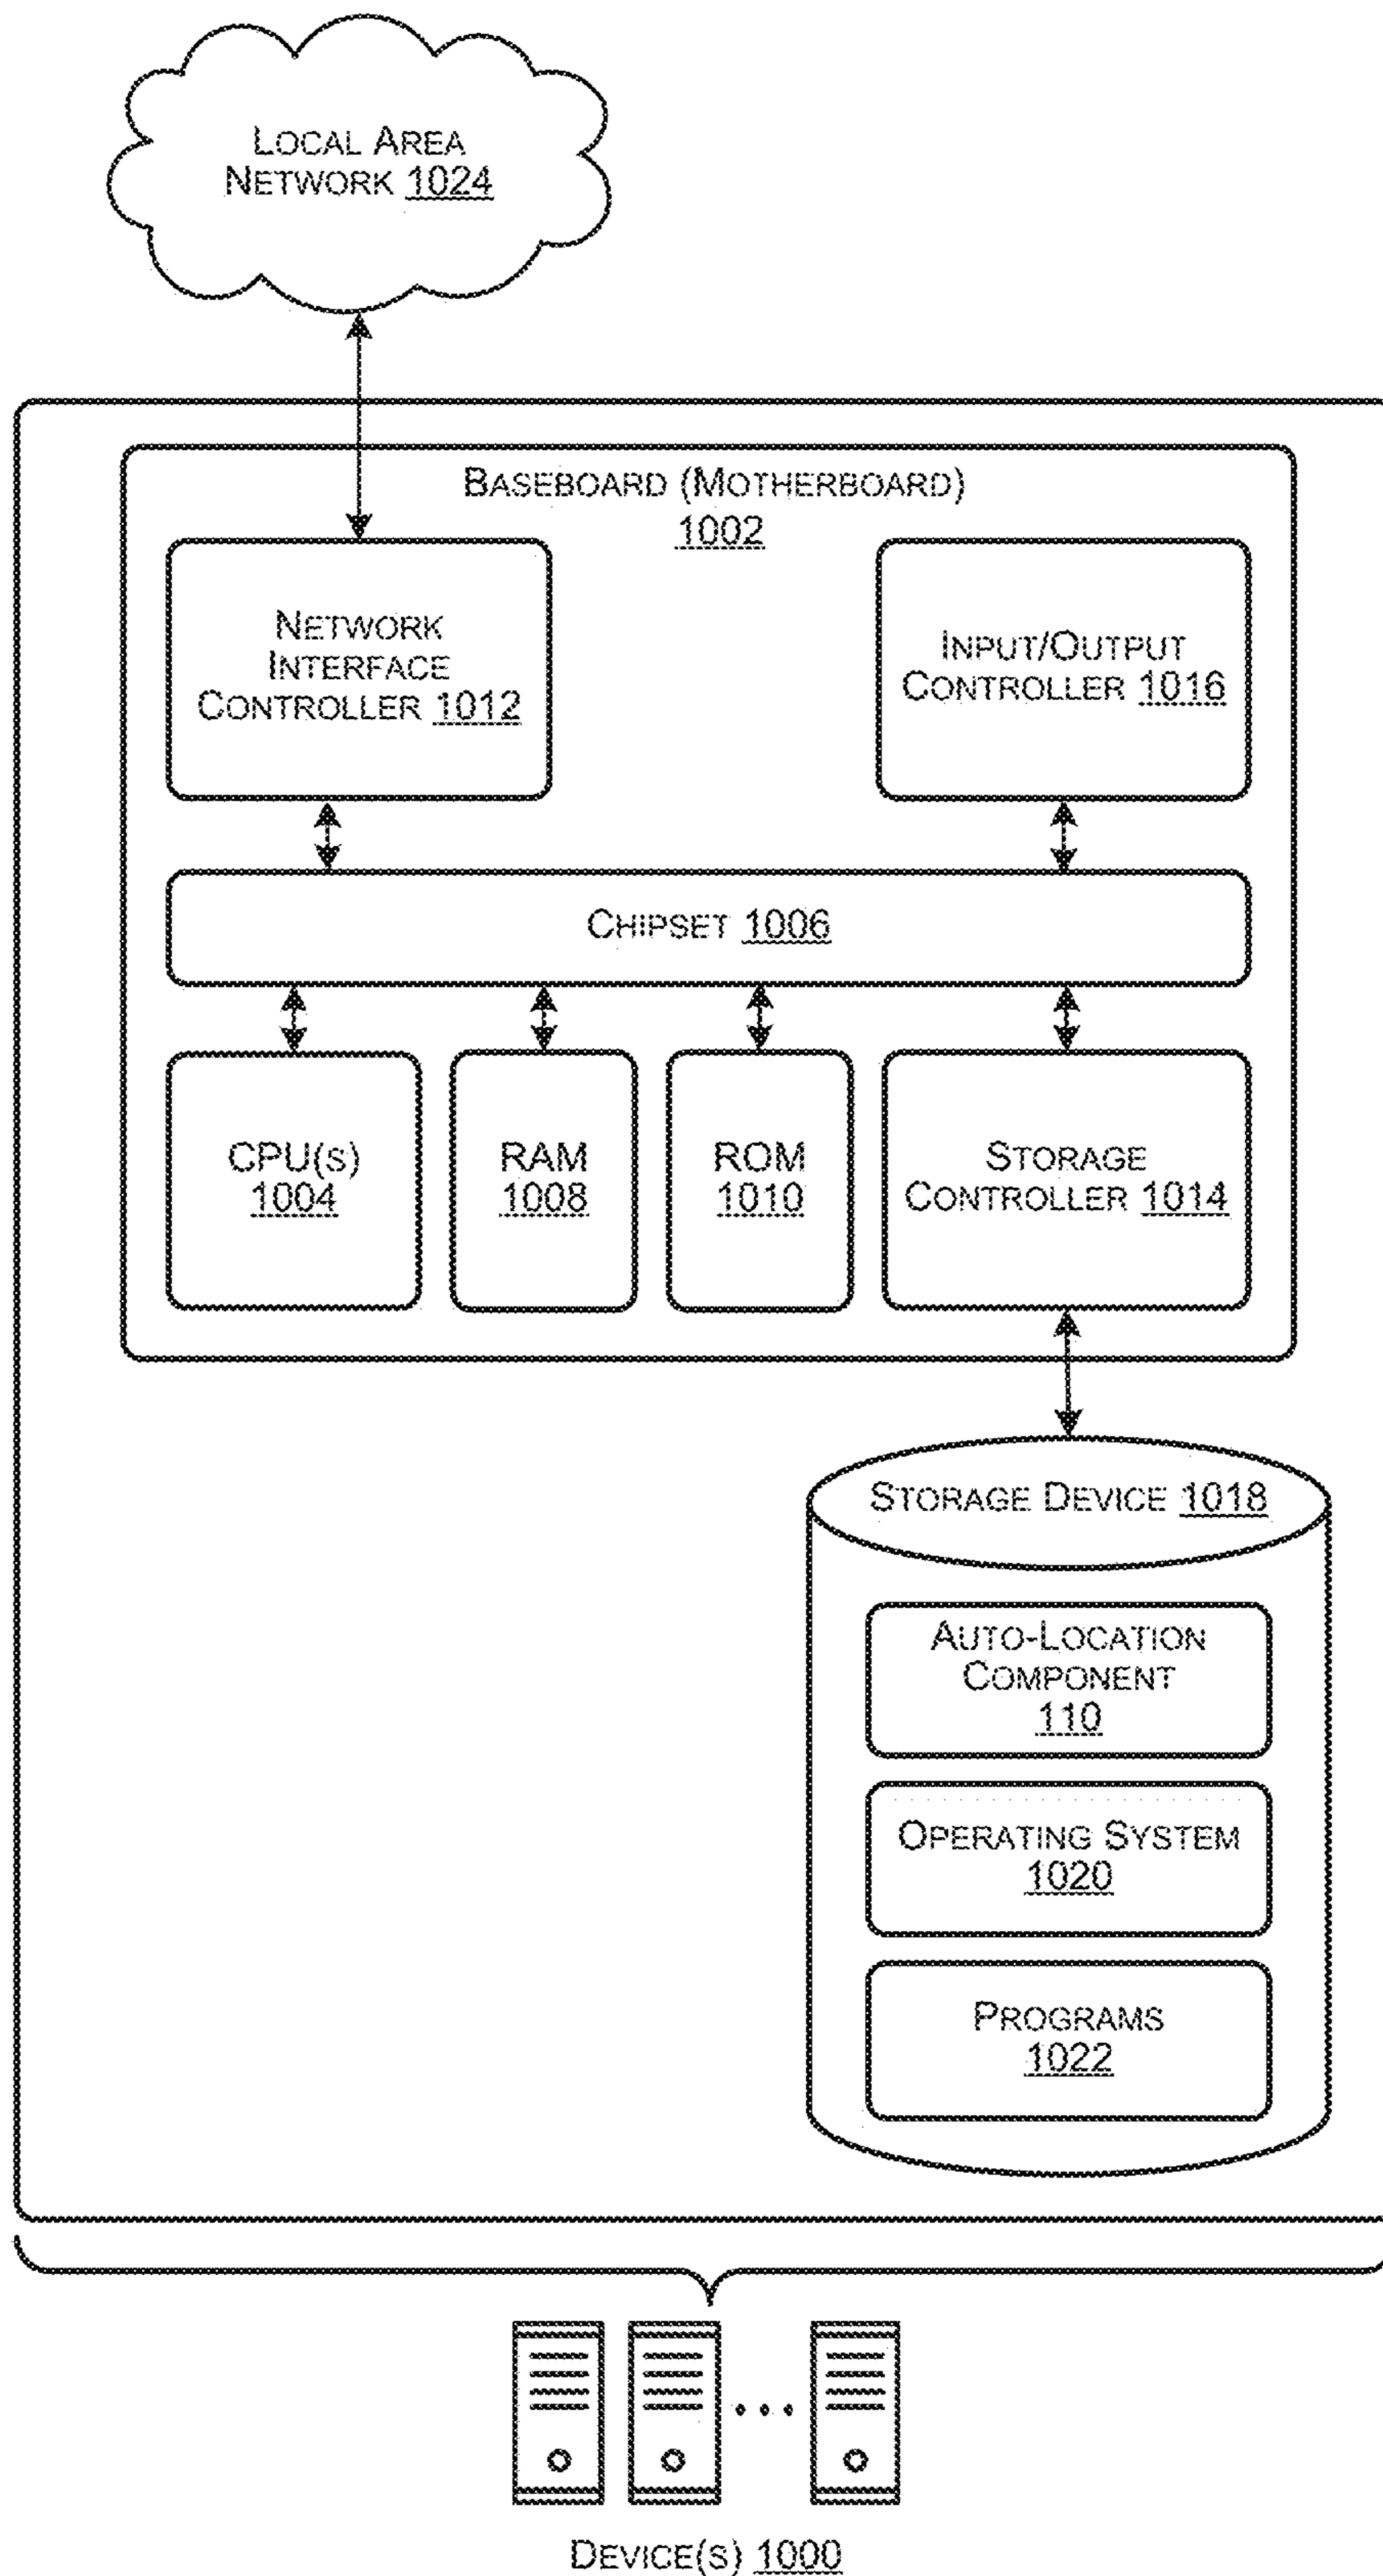 LOCAL AREA
NETWORK 1024
BASEBOARD (MOTHERBOARD)
1002
NETWORK
INTERFACE
CONTROLLER 1012
INPUT/OUTPUT
CONTROLLER 1016
CHIPSET 1006
CPU(S)
1004
RAM
1008
ROM
1010
STORAGE
CONTROLLER 1014
STORAGE DEVICE 1018
AUTO-LOCATION
COMPONENT
110
OPERATING SYSTEM
1020
PROGRAMS
1022
DEVICE(S) 1000